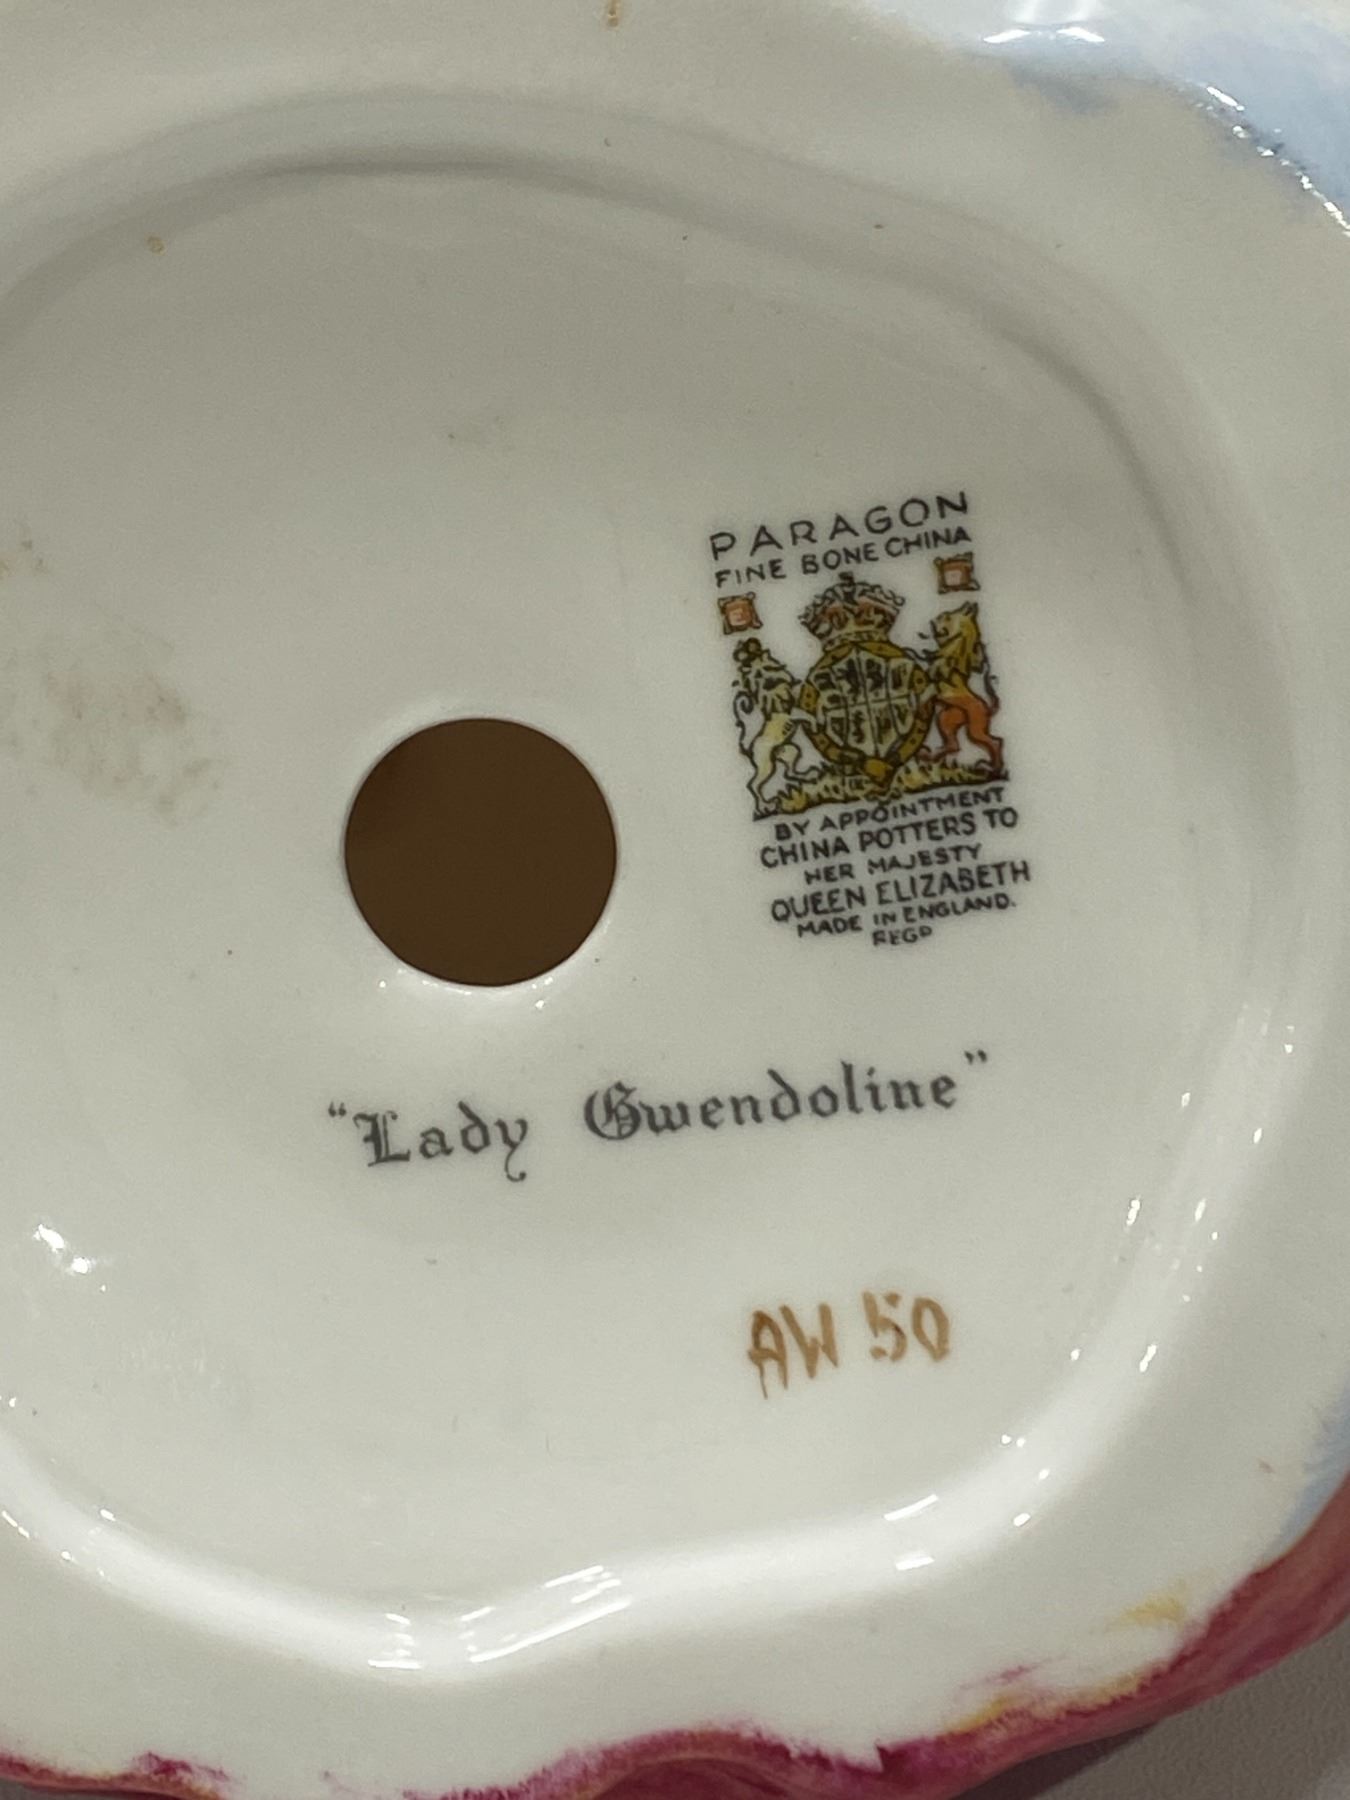 PARAGON
FINE BONE CHINA
BY APPOINTMENT
CHINA POTTERS TO
HER MAJESTY
QUEEN ELIZABETH
MADE IN ENGLAND.
REGD
"Lady Gwendoline"
AW 50